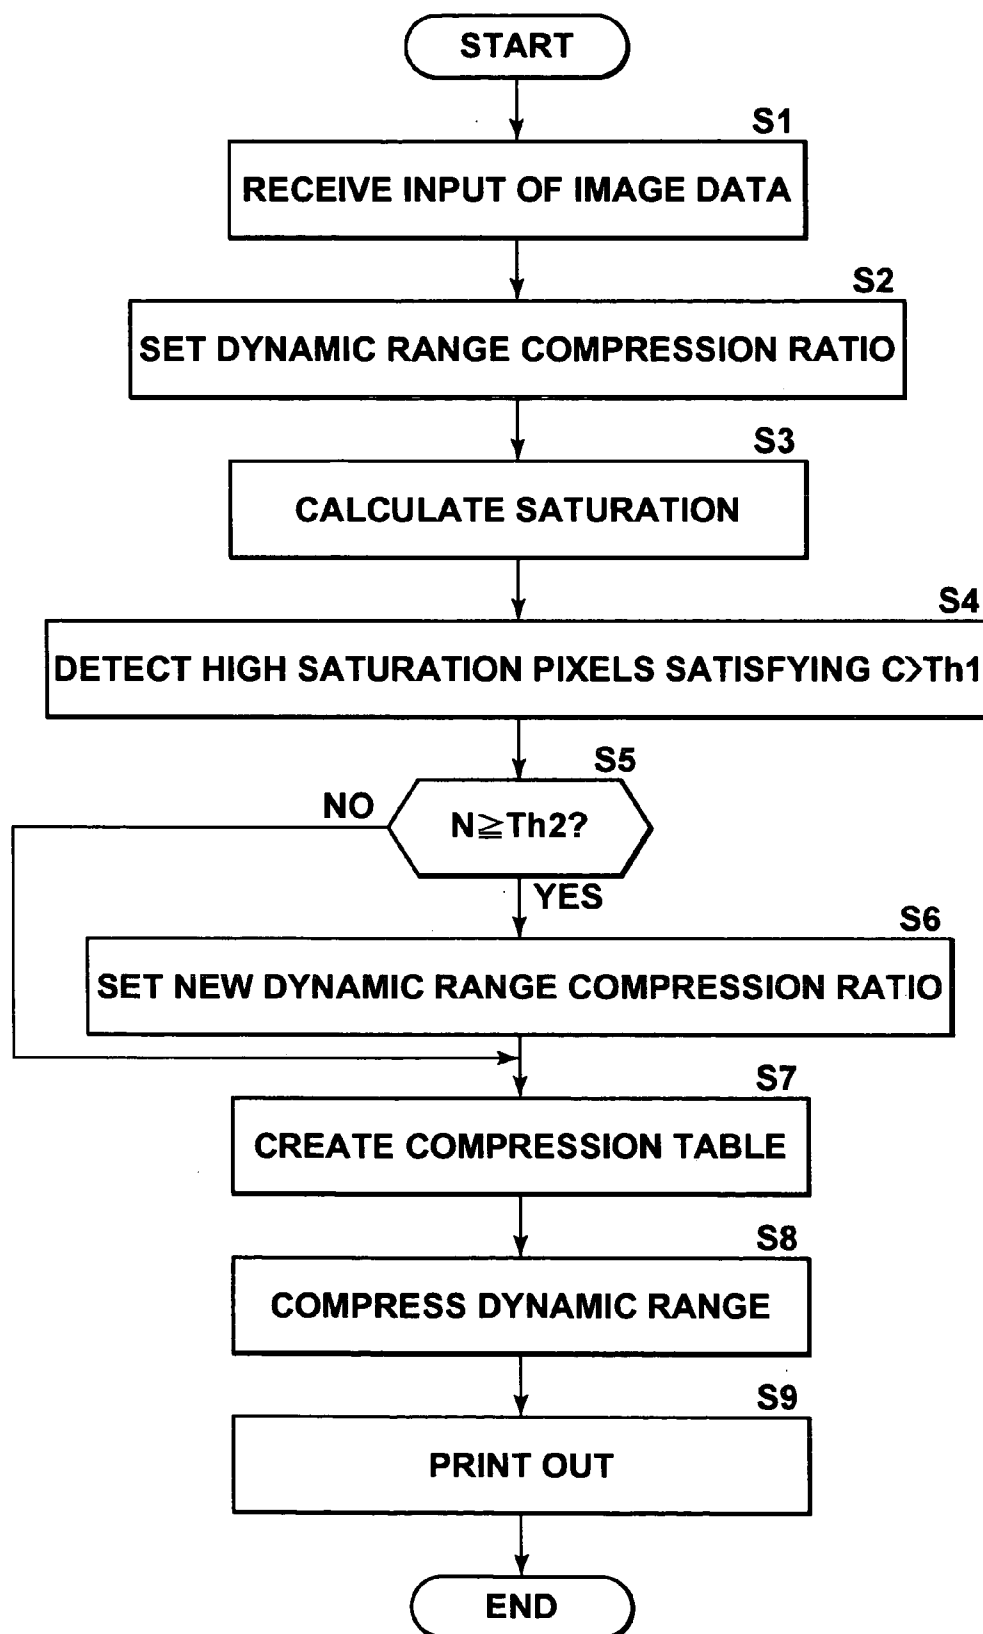 START
S1
RECEIVE INPUT OF IMAGE DATA
S2
SET DYNAMIC RANGE COMPRESSION RATIO
S3
CALCULATE SATURATION
S4
DETECT HIGH SATURATION PIXELS SATISFYING C>Th1
S5
NO
N≧Th2?
YES
S6
SET NEW DYNAMIC RANGE COMPRESSION RATIO
S7
CREATE COMPRESSION TABLE
S8
COMPRESS DYNAMIC RANGE
S9
PRINT OUT
END